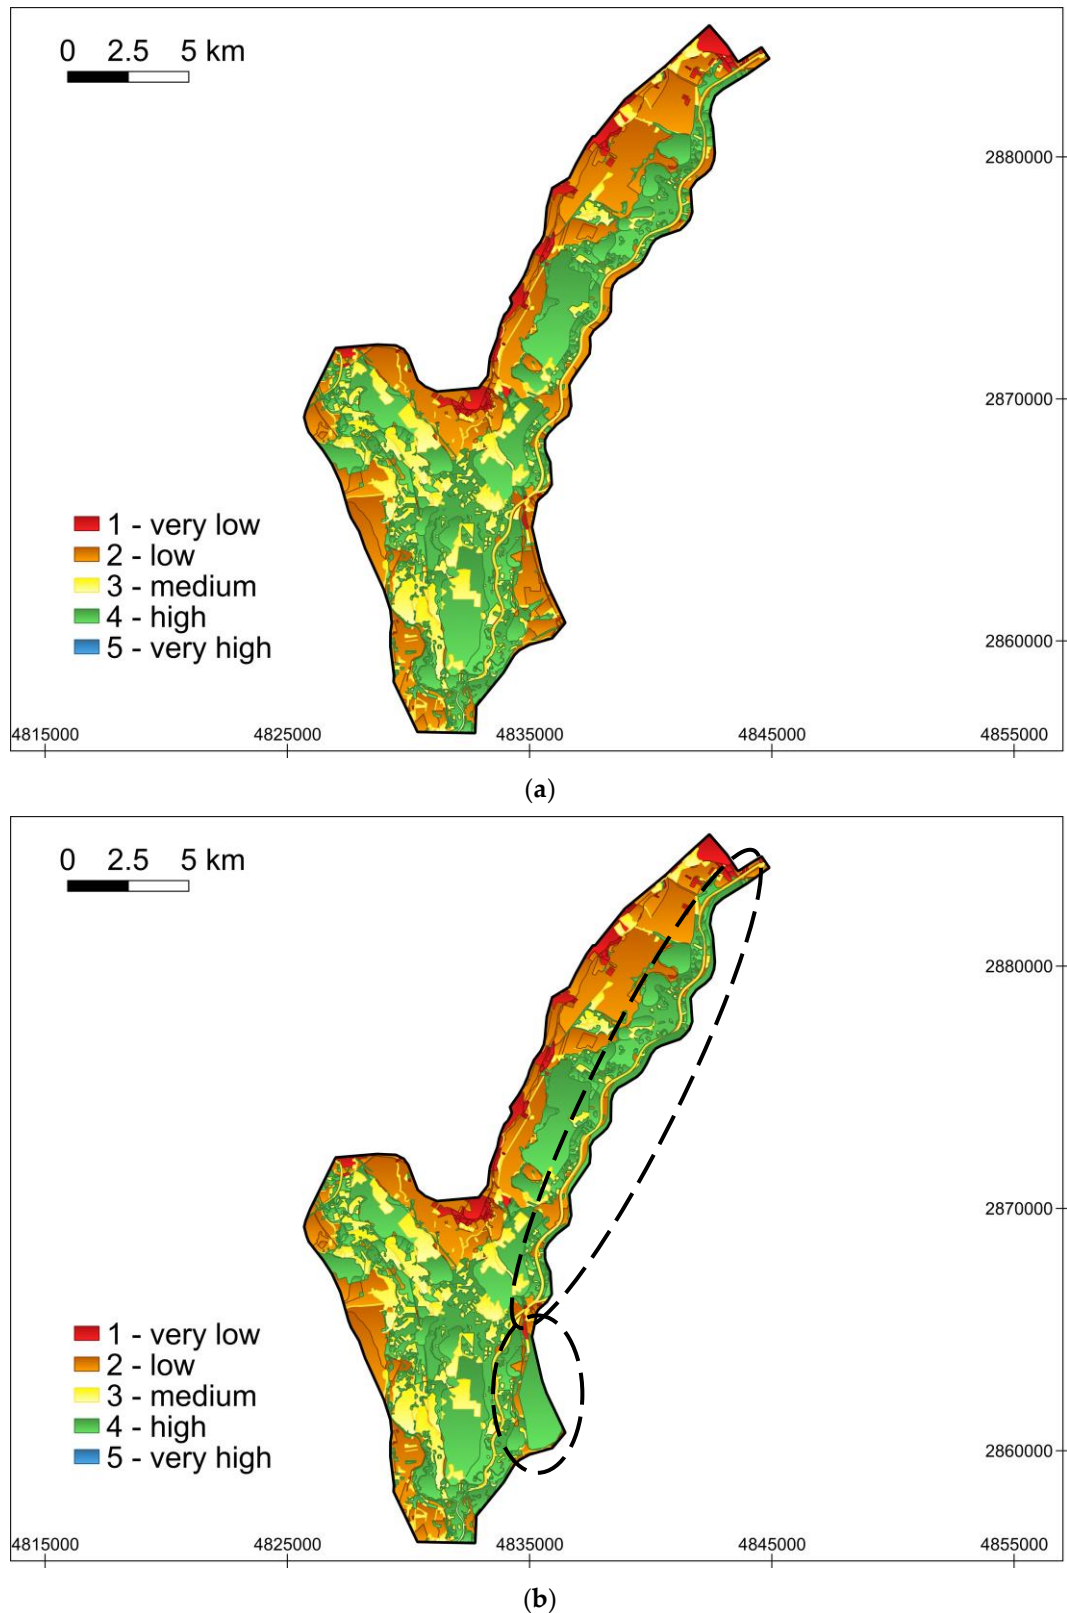 0 2.5 5 km
2880000
2870000
1 - very low
2 - low
3 - medium
4 - high
5 - very high
2860000
4815000 4825000 4835000 4845000 4855000
(a)
0 2.5 5 km
2880000
2870000
1 - very low
2 - low
3 - medium
4 - high
5 - very high
2860000
4815000 4825000 4835000 4845000 4855000
(b)